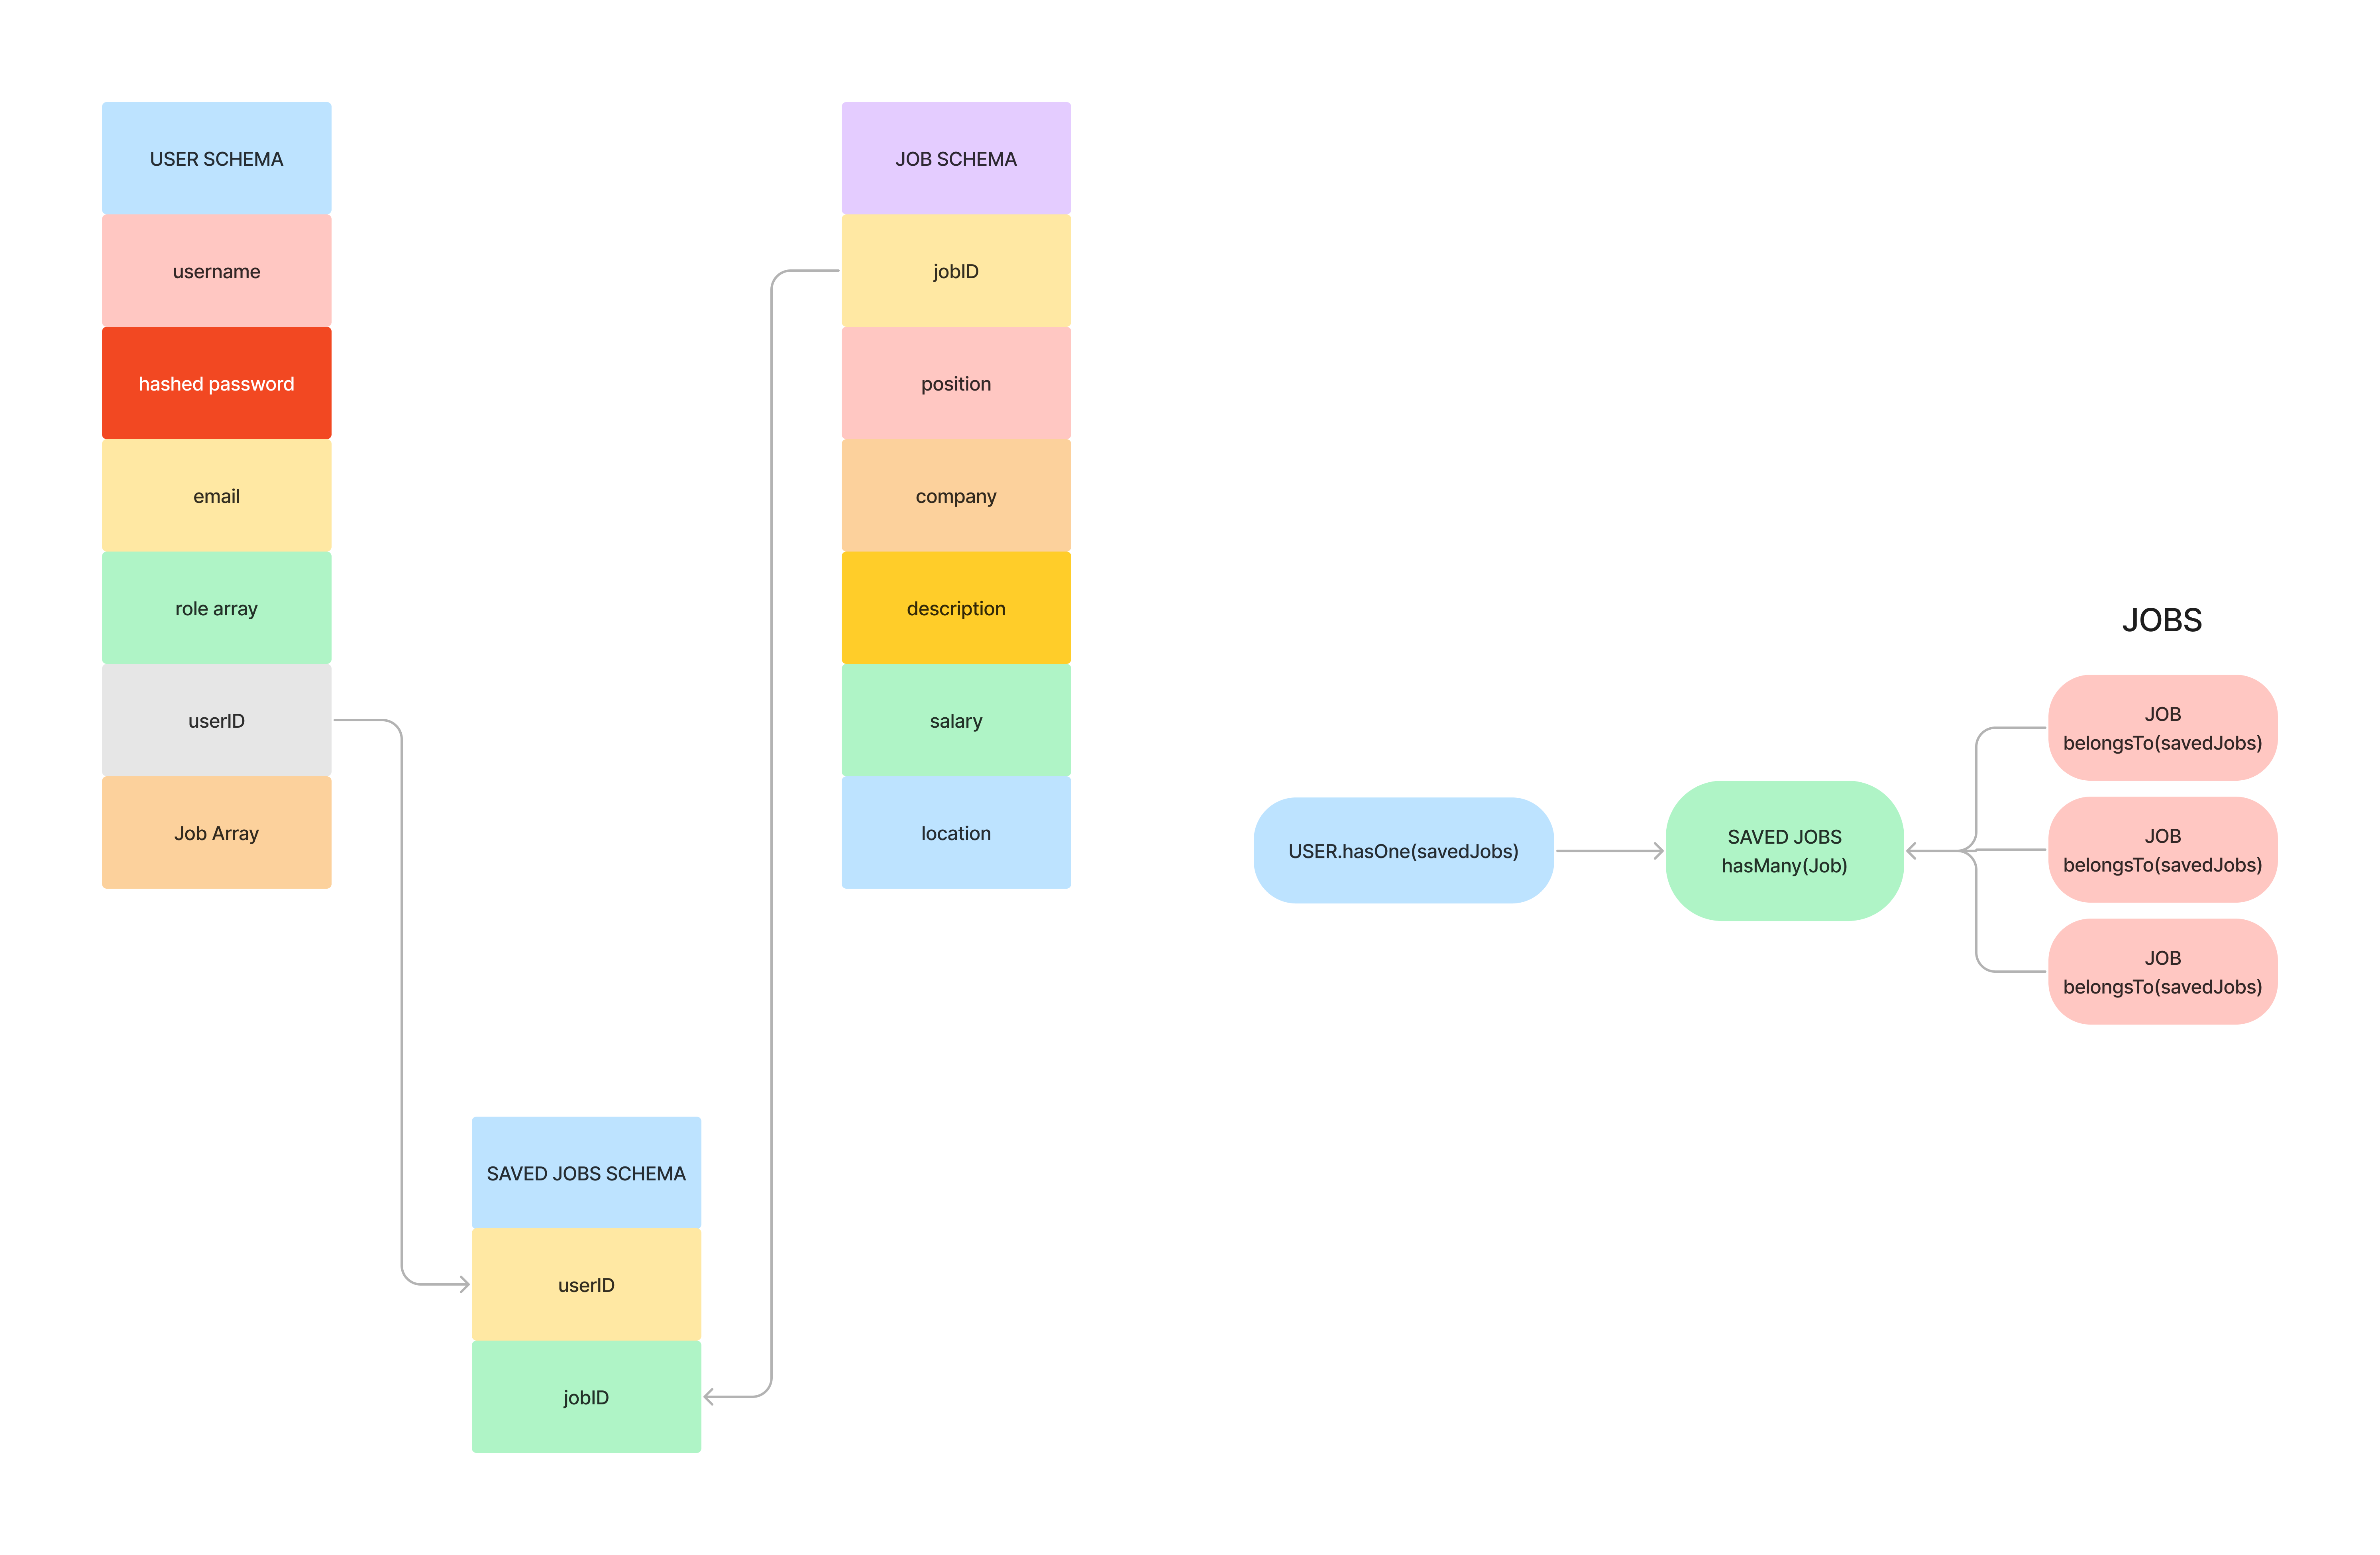 USER SCHEMA
username
hashed password
email
role array
userID
Job Array
JOB SCHEMA
jobID
position
company
description
salary
location
SAVED JOBS SCHEMA
userID
jobID
USER.hasOne(savedJobs)
SAVED JOBS
hasMany(Job)
JOBS
JOB
belongsTo(savedJobs)
JOB
belongsTo(savedJobs)
JOB
belongsTo(savedJobs)